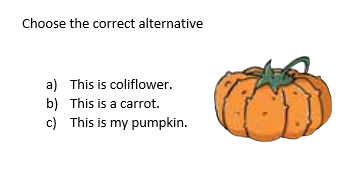 Choose the correct alternative
a) This is coliflower.
b) This is a carrot.
c) This is my pumpkin.